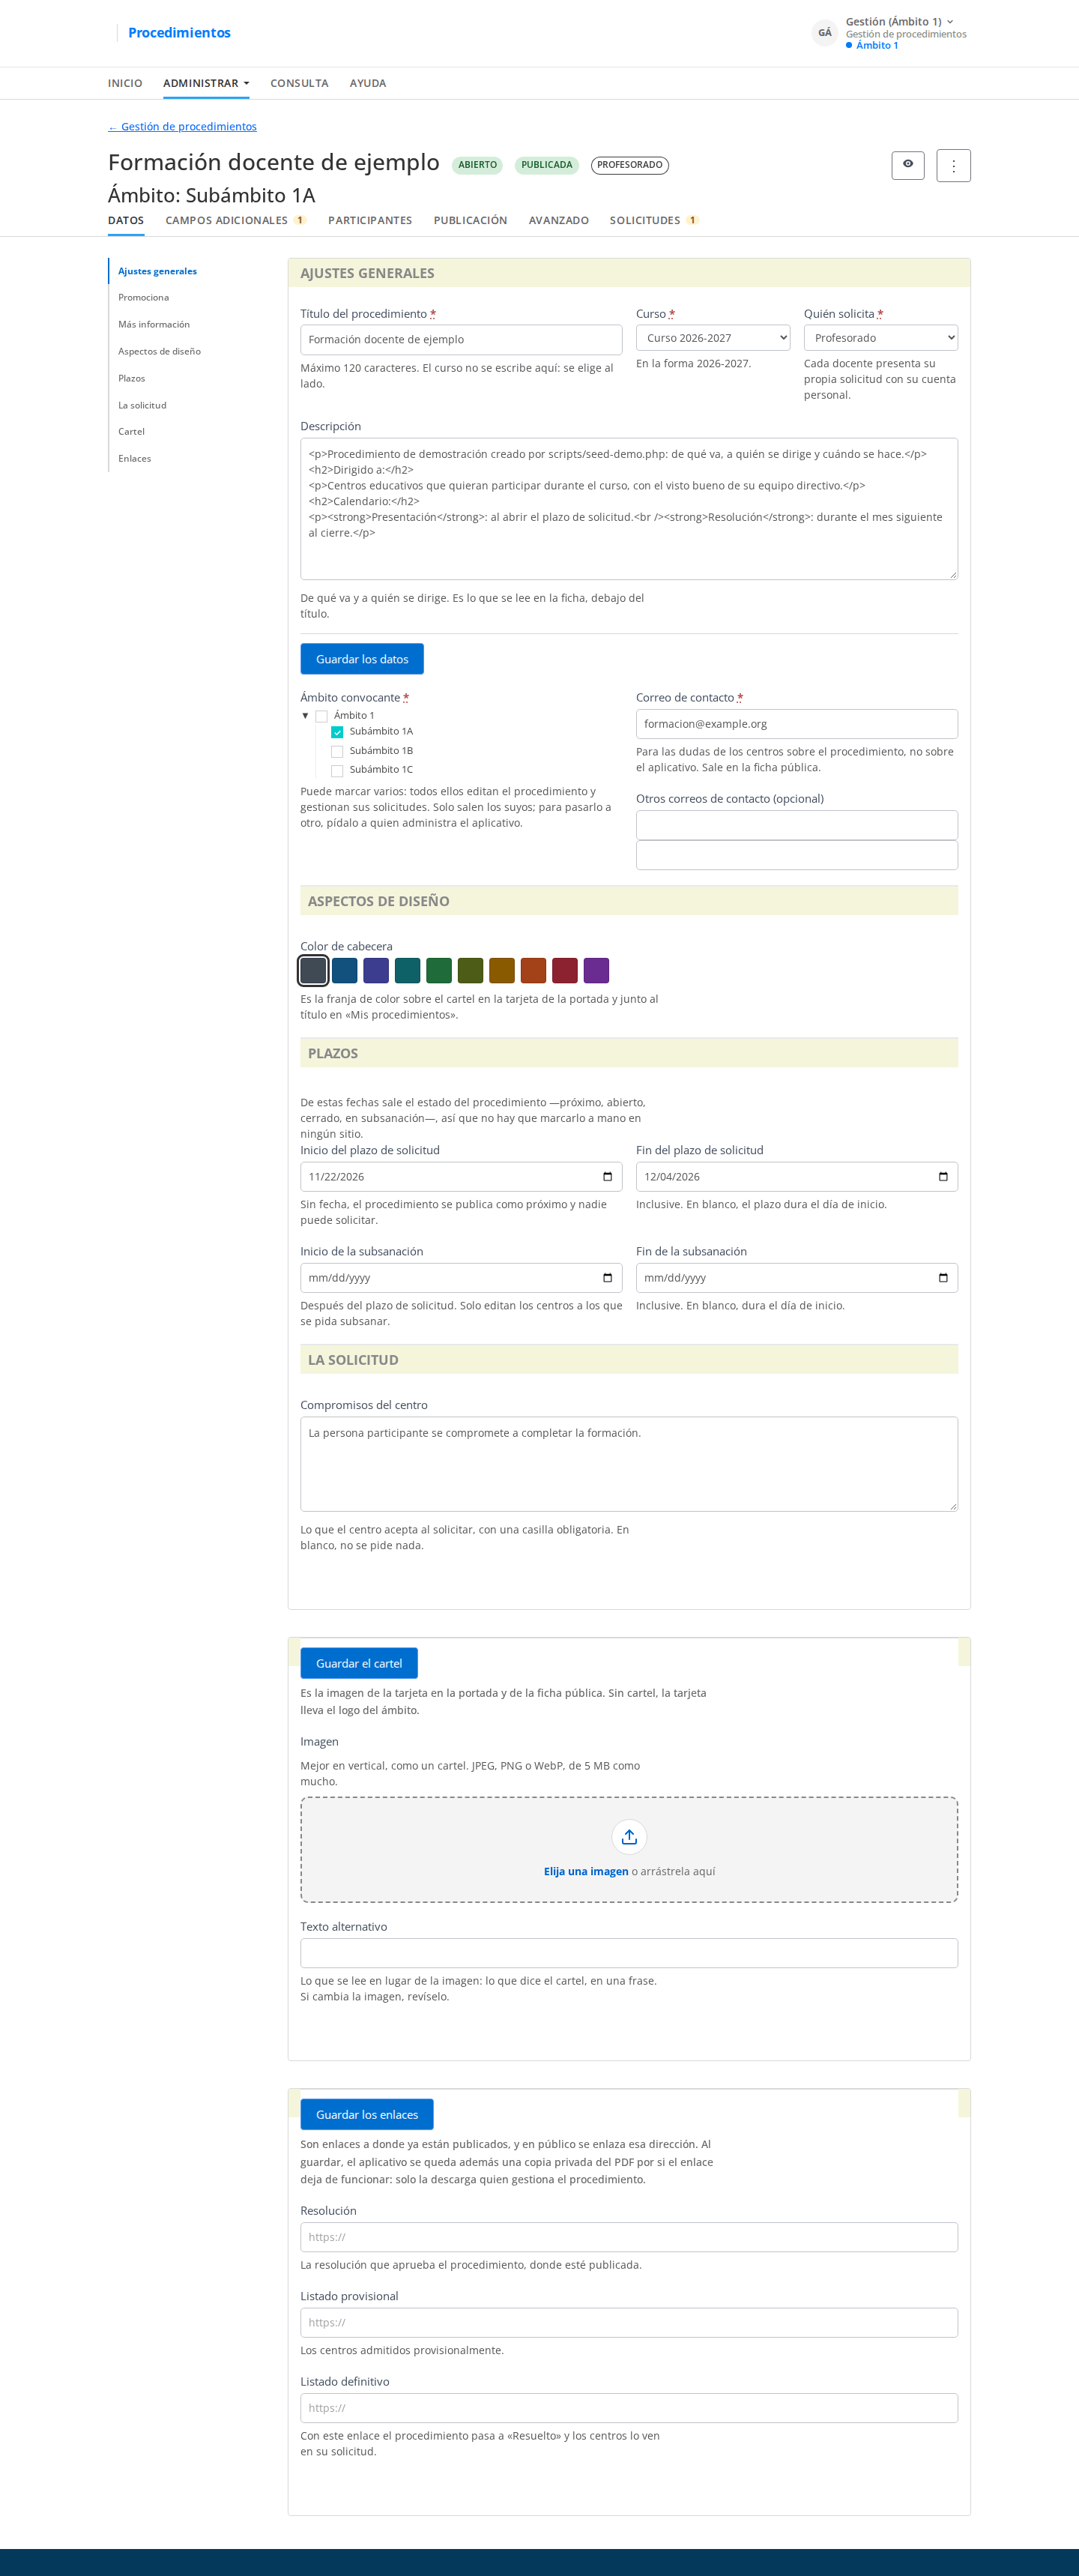 Procedimientos
GÁ
Gestión (Ámbito 1)
Gestión de procedimientos
Ámbito 1
INICIO
ADMINISTRAR
CONSULTA
AYUDA
← Gestión de procedimientos
Formación docente de ejemplo
ABIERTO
PUBLICADA
PROFESORADO
⋮
Ámbito: Subámbito 1A
DATOS
CAMPOS ADICIONALES 1
PARTICIPANTES
PUBLICACIÓN
AVANZADO
SOLICITUDES 1
Ajustes generales
Promociona
Más información
Aspectos de diseño
Plazos
La solicitud
Cartel
Enlaces
AJUSTES GENERALES
Título del procedimiento *
Formación docente de ejemplo
Máximo 120 caracteres. El curso no se escribe aquí: se elige al
lado.
Curso *
Curso 2026-2027
En la forma 2026-2027.
Quién solicita *
Profesorado
Cada docente presenta su
propia solicitud con su cuenta
personal.
Descripción
<p>Procedimiento de demostración creado por scripts/seed-demo.php: de qué va, a quién se dirige y cuándo se hace.</p>
<h2>Dirigido a:</h2>
<p>Centros educativos que quieran participar durante el curso, con el visto bueno de su equipo directivo.</p>
<h2>Calendario:</h2>
<p><strong>Presentación</strong>: al abrir el plazo de solicitud.<br /><strong>Resolución</strong>: durante el mes siguiente
al cierre.</p>
De qué va y a quién se dirige. Es lo que se lee en la ficha, debajo del
título.
Guardar los datos
Ámbito convocante *
▼ Ámbito 1
Subámbito 1A
Subámbito 1B
Subámbito 1C
Puede marcar varios: todos ellos editan el procedimiento y
gestionan sus solicitudes. Solo salen los suyos; para pasarlo a
otro, pídalo a quien administra el aplicativo.
Correo de contacto *
formacion@example.org
Para las dudas de los centros sobre el procedimiento, no sobre
el aplicativo. Sale en la ficha pública.
Otros correos de contacto (opcional)
ASPECTOS DE DISEÑO
Color de cabecera
Es la franja de color sobre el cartel en la tarjeta de la portada y junto al
título en «Mis procedimientos».
PLAZOS
De estas fechas sale el estado del procedimiento —próximo, abierto,
cerrado, en subsanación—, así que no hay que marcarlo a mano en
ningún sitio.
Inicio del plazo de solicitud
11/22/2026
Sin fecha, el procedimiento se publica como próximo y nadie
puede solicitar.
Fin del plazo de solicitud
12/04/2026
Inclusive. En blanco, el plazo dura el día de inicio.
Inicio de la subsanación
mm/dd/yyyy
Después del plazo de solicitud. Solo editan los centros a los que
se pida subsanar.
Fin de la subsanación
mm/dd/yyyy
Inclusive. En blanco, dura el día de inicio.
LA SOLICITUD
Compromisos del centro
La persona participante se compromete a completar la formación.
Lo que el centro acepta al solicitar, con una casilla obligatoria. En
blanco, no se pide nada.
Guardar el cartel
Es la imagen de la tarjeta en la portada y de la ficha pública. Sin cartel, la tarjeta
lleva el logo del ámbito.
Imagen
Mejor en vertical, como un cartel. JPEG, PNG o WebP, de 5 MB como
mucho.
Elija una imagen o arrástrela aquí
Texto alternativo
Lo que se lee en lugar de la imagen: lo que dice el cartel, en una frase.
Si cambia la imagen, revíselo.
Guardar los enlaces
Son enlaces a donde ya están publicados, y en público se enlaza esa dirección. Al
guardar, el aplicativo se queda además una copia privada del PDF por si el enlace
deja de funcionar: solo la descarga quien gestiona el procedimiento.
Resolución
https://
La resolución que aprueba el procedimiento, donde esté publicada.
Listado provisional
https://
Los centros admitidos provisionalmente.
Listado definitivo
https://
Con este enlace el procedimiento pasa a «Resuelto» y los centros lo ven
en su solicitud.